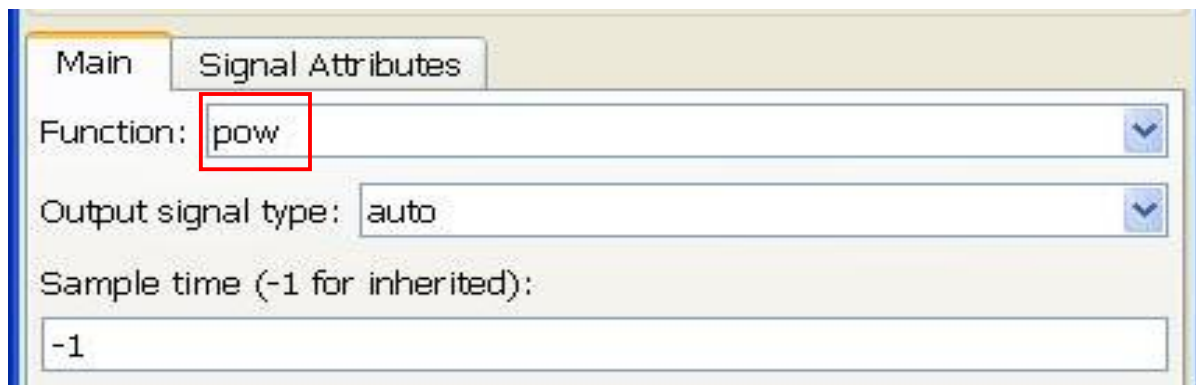 Main Signal Attributes
Function: pow
Output signal type: auto
Sample time (-1 for inherited):
-1